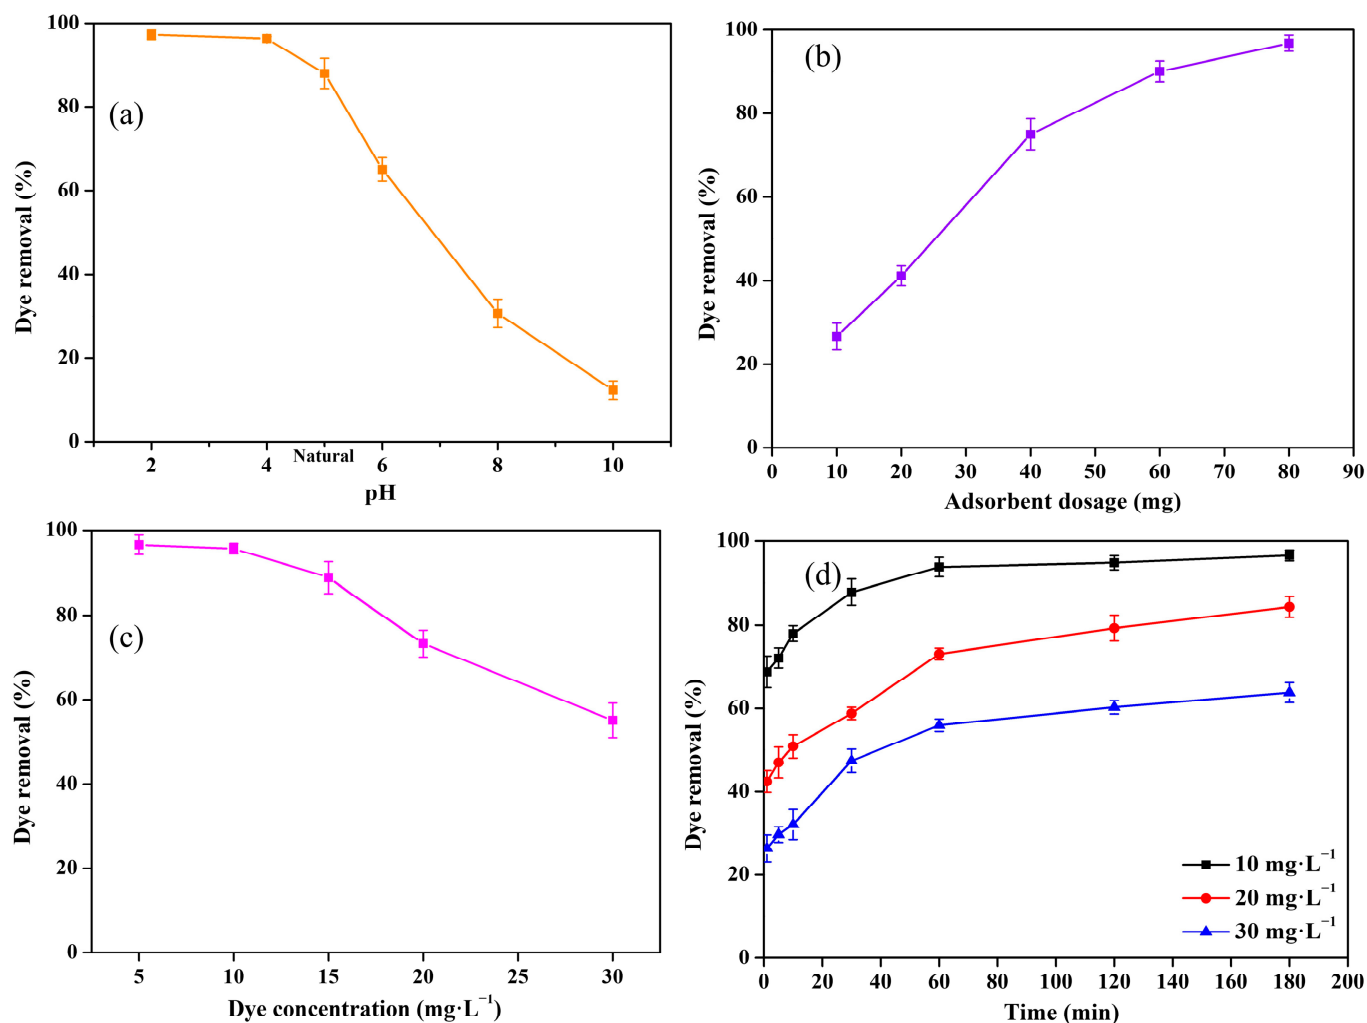 (a)
Dye removal (%)
100
80
60
40
20
0
2
4
Natural
6
8
10
pH
(b)
Dye removal (%)
100
80
60
40
20
0
0 10 20 30 40 50 60 70 80 90
Adsorbent dosage (mg)
(c)
Dye removal (%)
100
80
60
40
20
0
5 10 15 20 25 30
Dye concentration (mg·L⁻¹)
(d)
Dye removal (%)
100
80
60
40
20
0
0 20 40 60 80 100 120 140 160 180 200
Time (min)
10 mg·L⁻¹
20 mg·L⁻¹
30 mg·L⁻¹